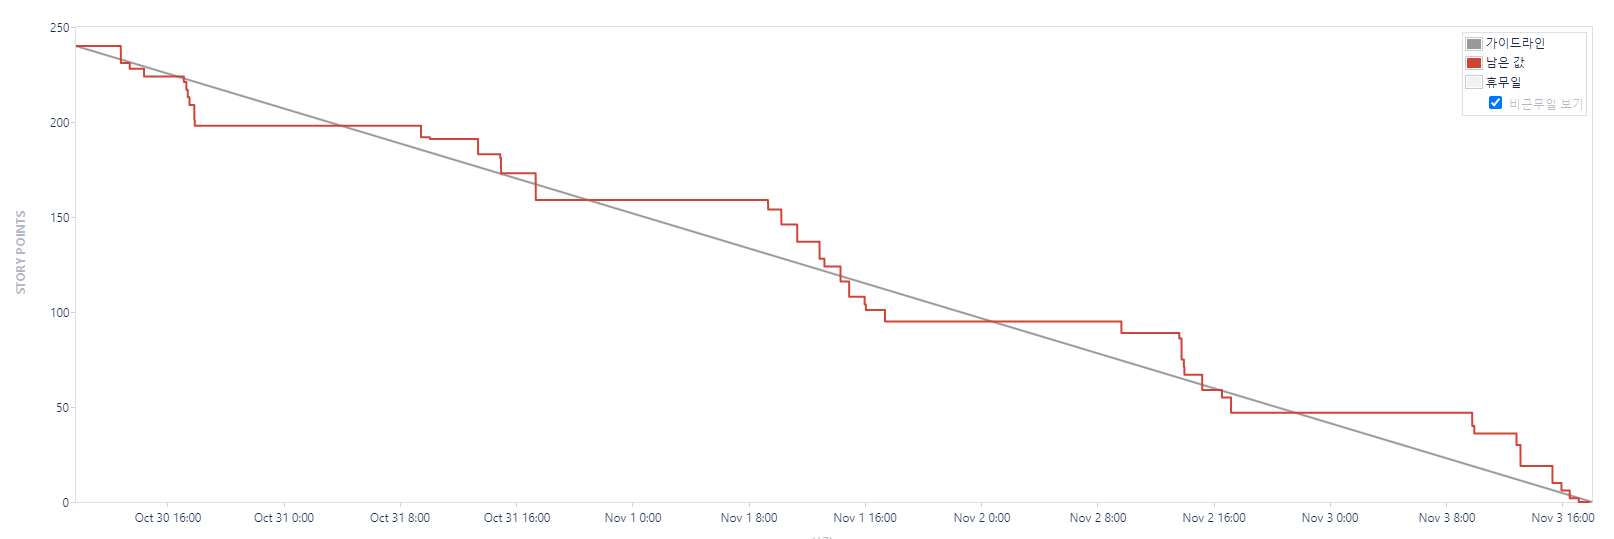 250
가이드라인
남은 값
휴무일
비근무일 보기
200
150
100
50
0
STORY POINTS
Oct 30 16:00
Oct 31 0:00
Oct 31 8:00
Oct 31 16:00
Nov 1 0:00
Nov 1 8:00
Nov 1 16:00
Nov 2 0:00
Nov 2 8:00
Nov 2 16:00
Nov 3 0:00
Nov 3 8:00
Nov 3 16:00